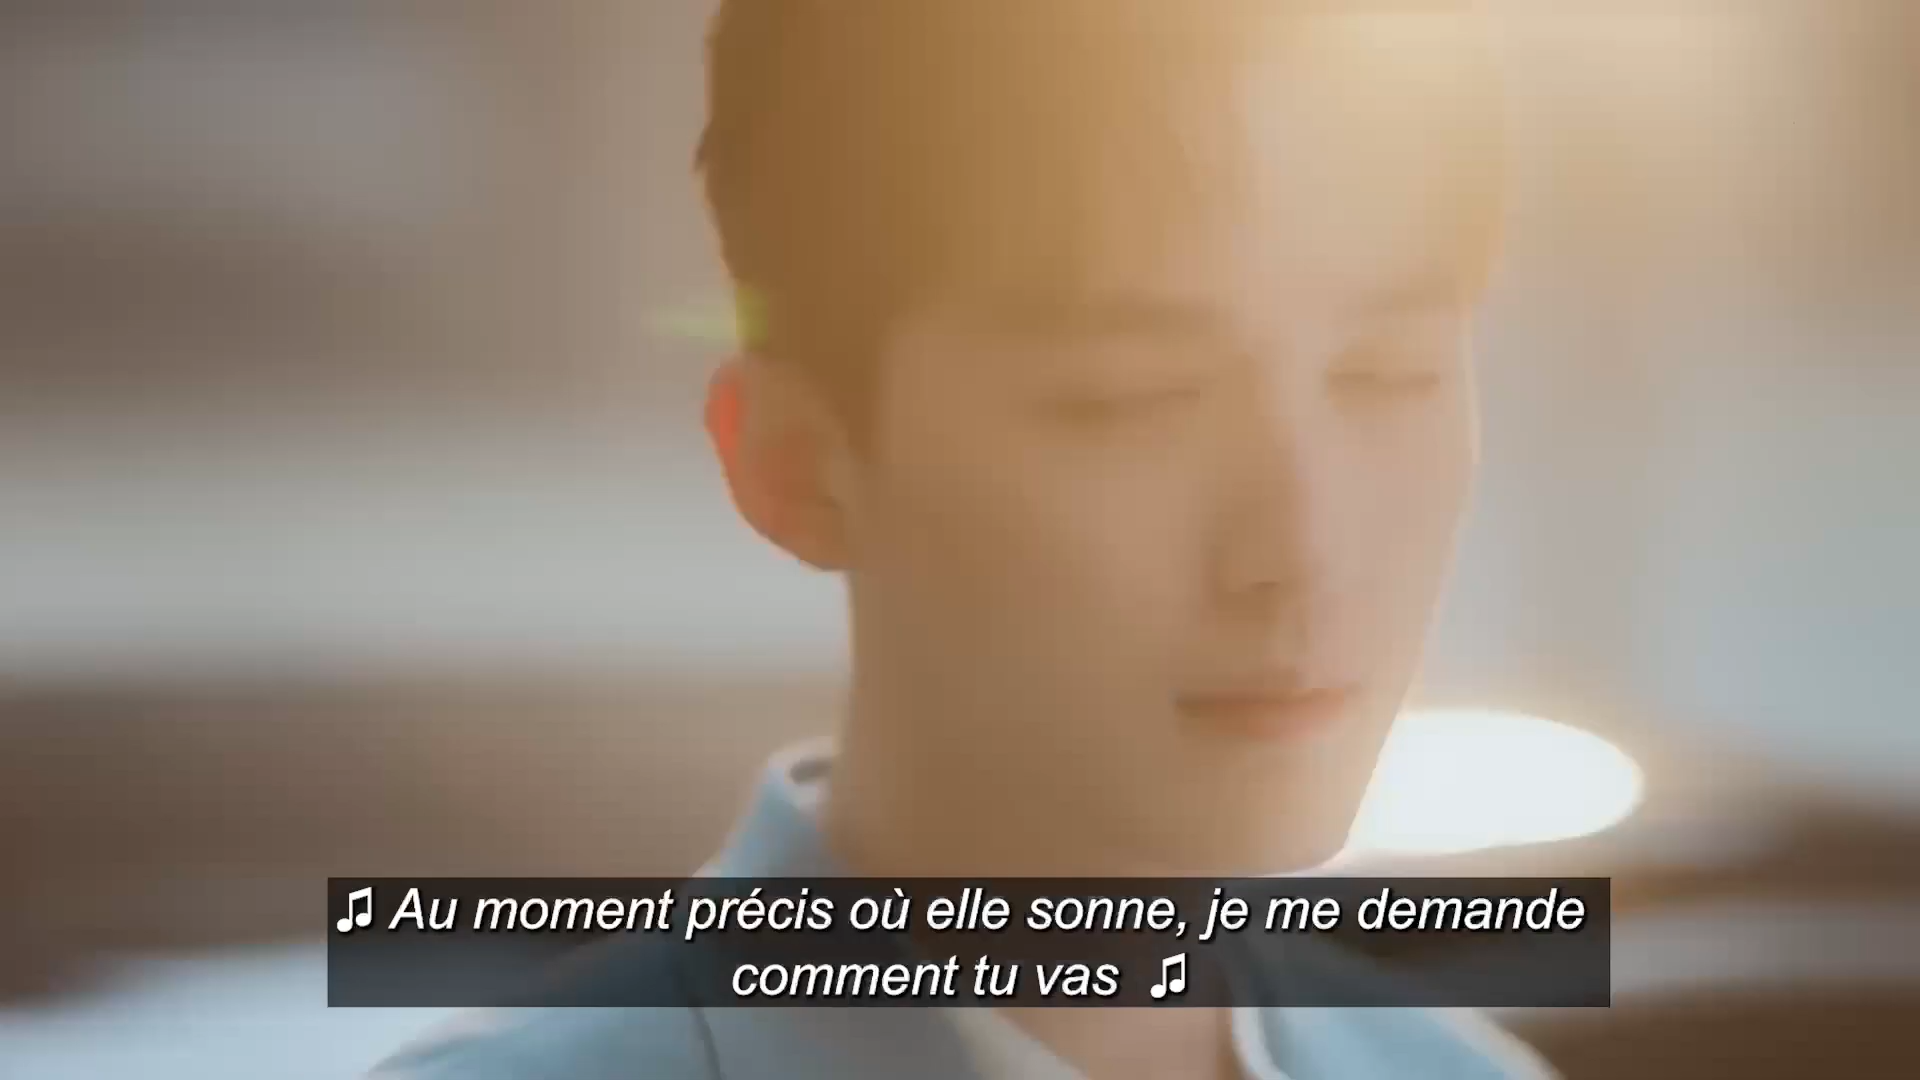 ♫ Au moment précis où elle sonne, je me demande
comment tu vas ♫